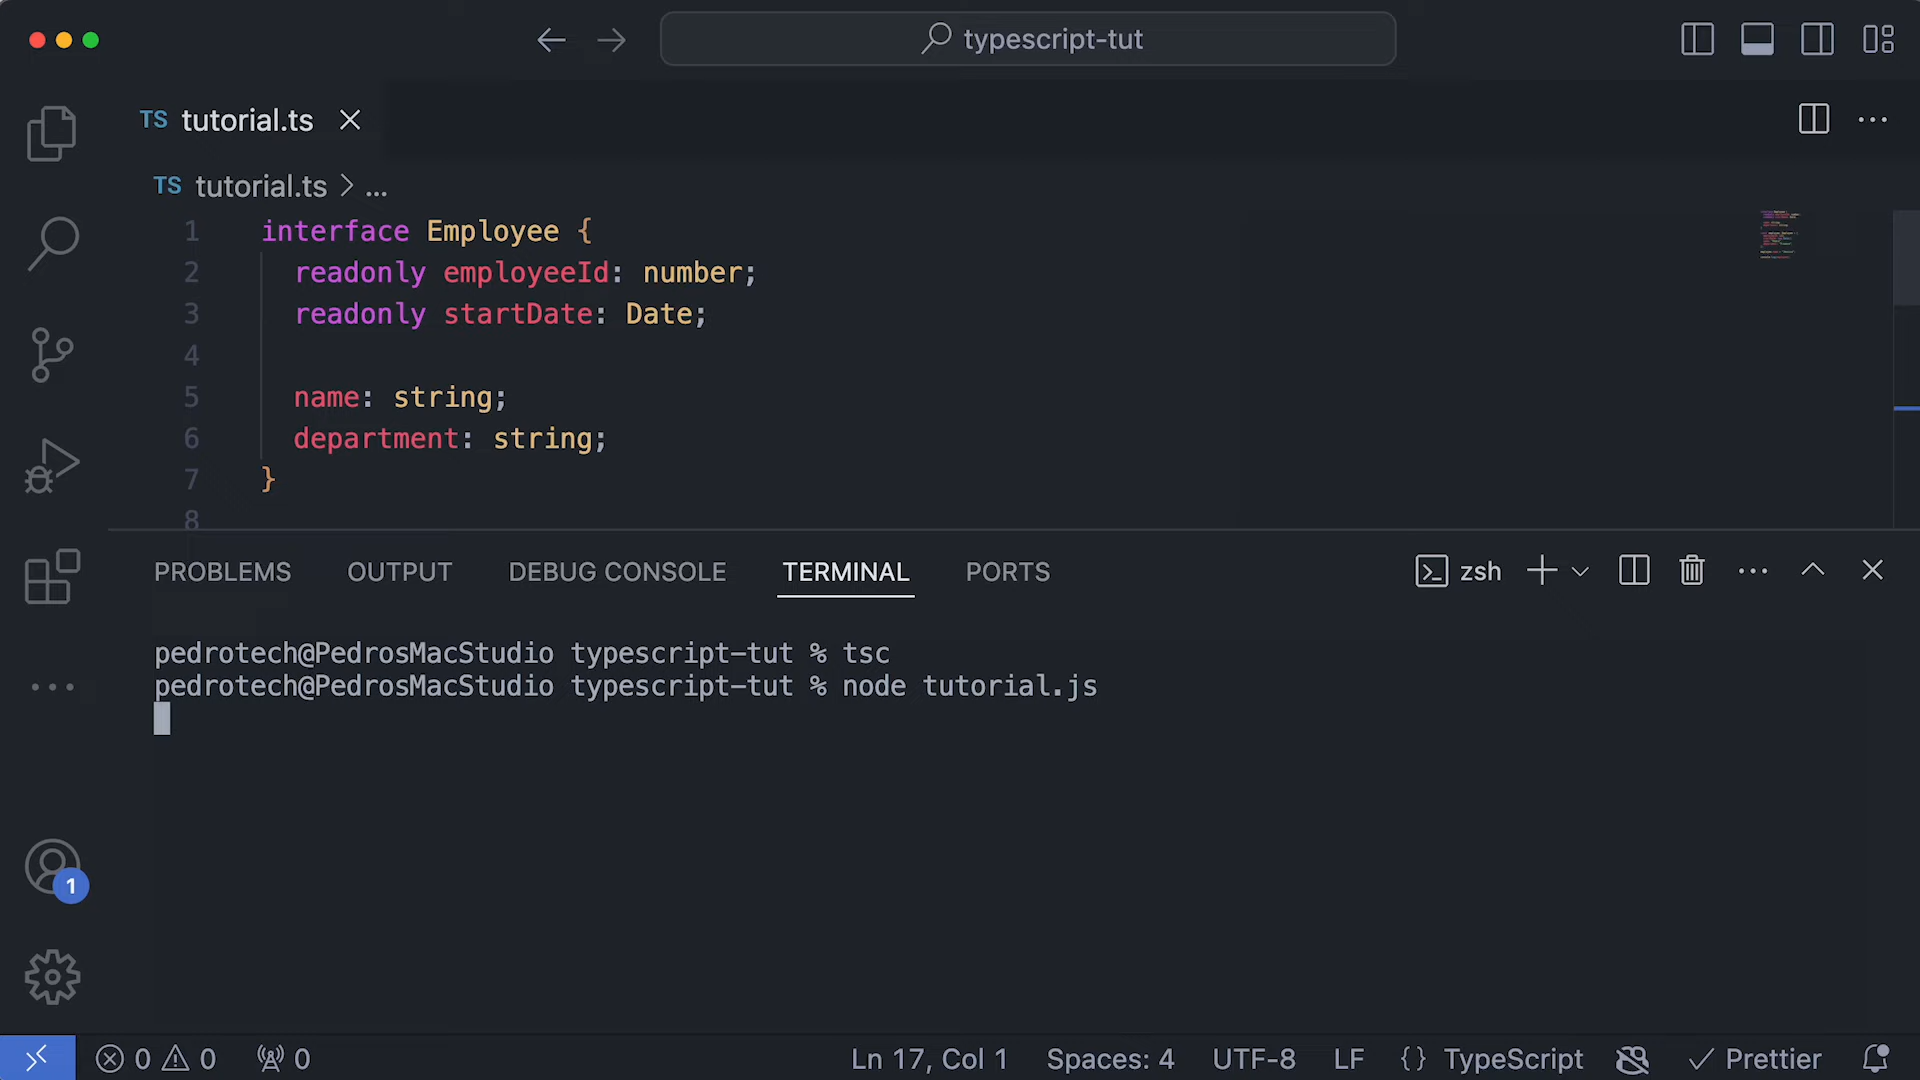 typescript-tut
TS tutorial.ts
TS tutorial.ts > ...
1 interface Employee {
2 readonly employeeId: number;
3 readonly startDate: Date;
4
5 name: string;
6 department: string;
7 }
8
PROBLEMS OUTPUT DEBUG CONSOLE TERMINAL PORTS zsh
pedrotech@PedrosMacStudio typescript-tut % tsc
pedrotech@PedrosMacStudio typescript-tut % node tutorial.js
1
0 0 0 Ln 17, Col 1 Spaces: 4 UTF-8 LF {} TypeScript Prettier